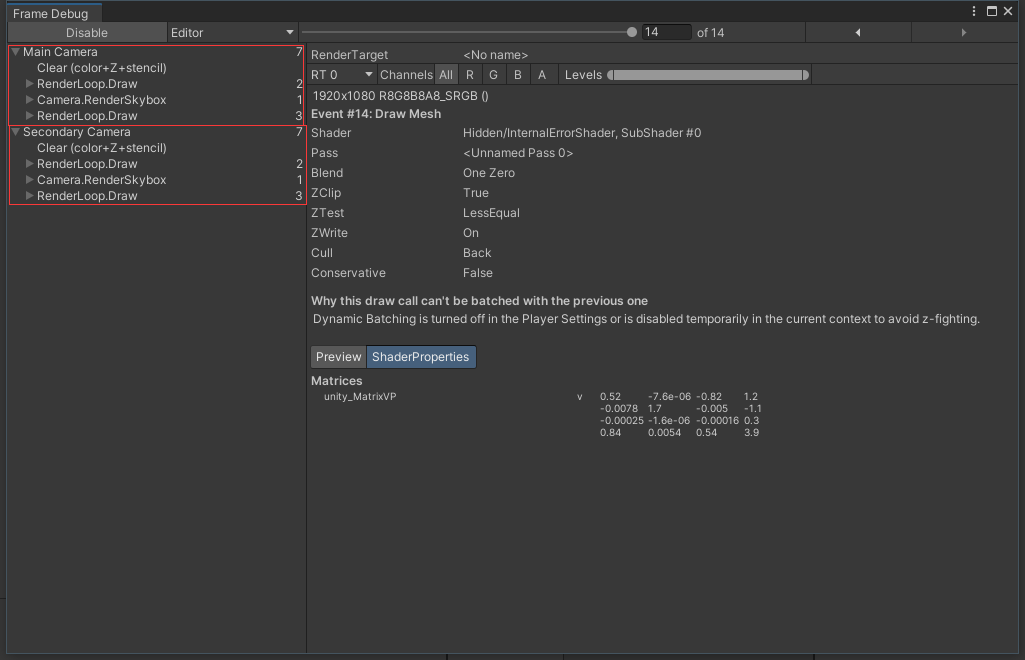 Frame Debug
Disable Editor 14 of 14
Main Camera 7
Clear (color+Z+stencil)
RenderLoop.Draw 2
Camera.RenderSkybox 1
RenderLoop.Draw 3
Secondary Camera 7
Clear (color+Z+stencil)
RenderLoop.Draw 2
Camera.RenderSkybox 1
RenderLoop.Draw 3
RenderTarget <No name>
RT 0 Channels All R G B A Levels
1920x1080 R8G8B8A8_SRGB ()
Event #14: Draw Mesh
Shader Hidden/InternalErrorShader, SubShader #0
Pass <Unnamed Pass 0>
Blend One Zero
ZClip True
ZTest LessEqual
ZWrite On
Cull Back
Conservative False
Why this draw call can't be batched with the previous one
Dynamic Batching is turned off in the Player Settings or is disabled temporarily in the current context to avoid z-fighting.
Preview ShaderProperties
Matrices
unity_MatrixVP v 0.52 -7.6e-06 -0.82 1.2
-0.0078 1.7 -0.005 -1.1
-0.00025 -1.6e-06 -0.00016 0.3
0.84 0.0054 0.54 3.9